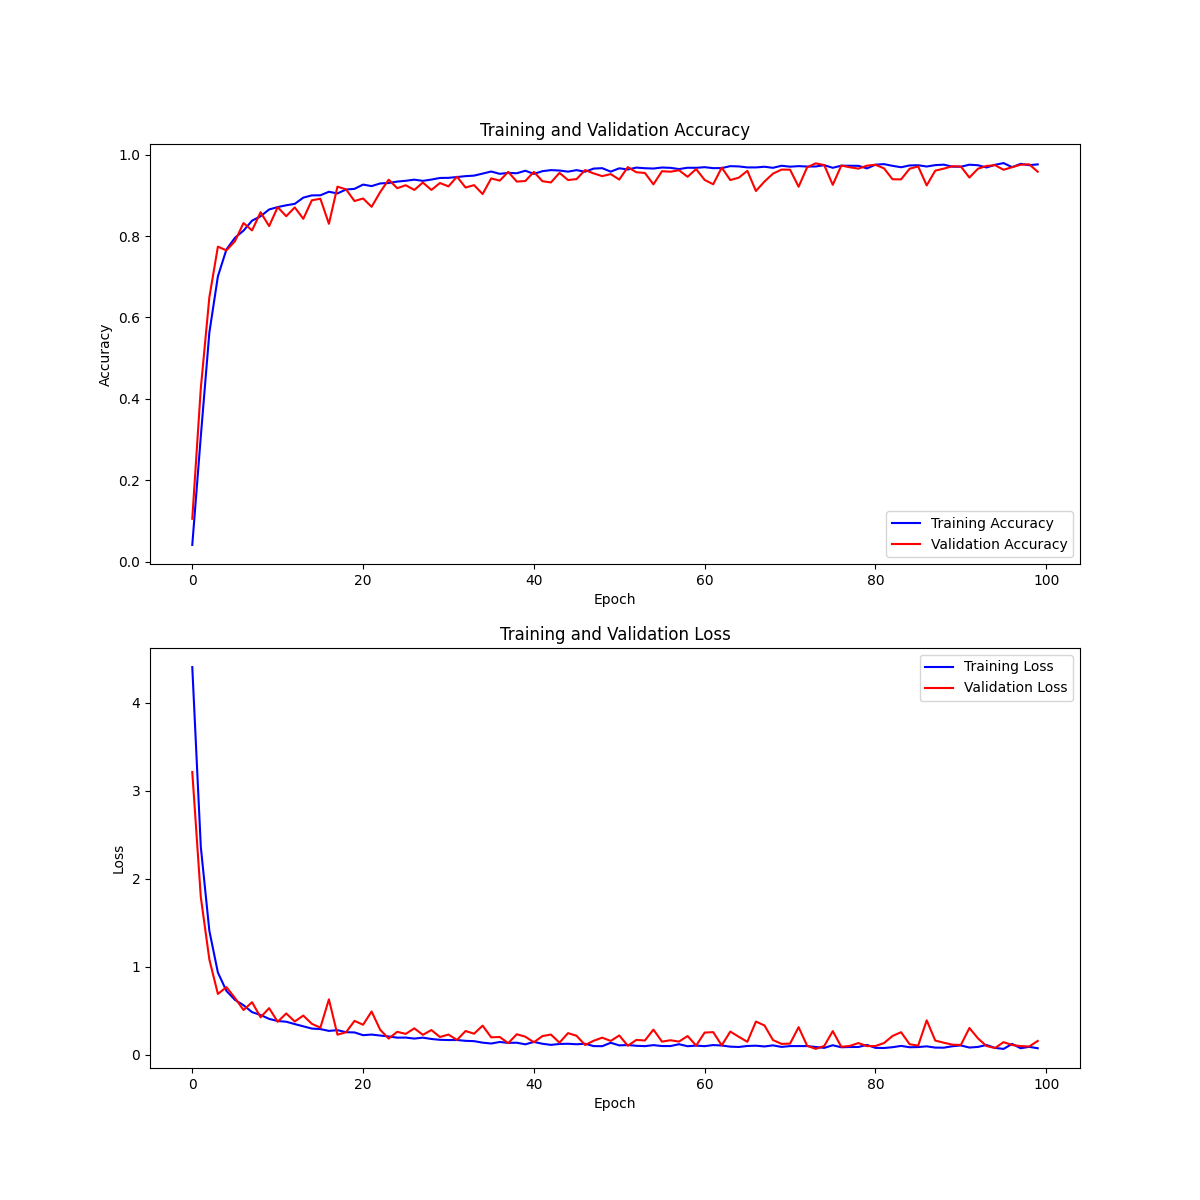 Training and Validation Accuracy
1.0
0.8
0.6
0.4
0.2
0.0
Accuracy
Training Accuracy
Validation Accuracy
0 20 40 60 80 100
Epoch
Training and Validation Loss
4
3
2
1
0
Loss
Training Loss
Validation Loss
0 20 40 60 80 100
Epoch